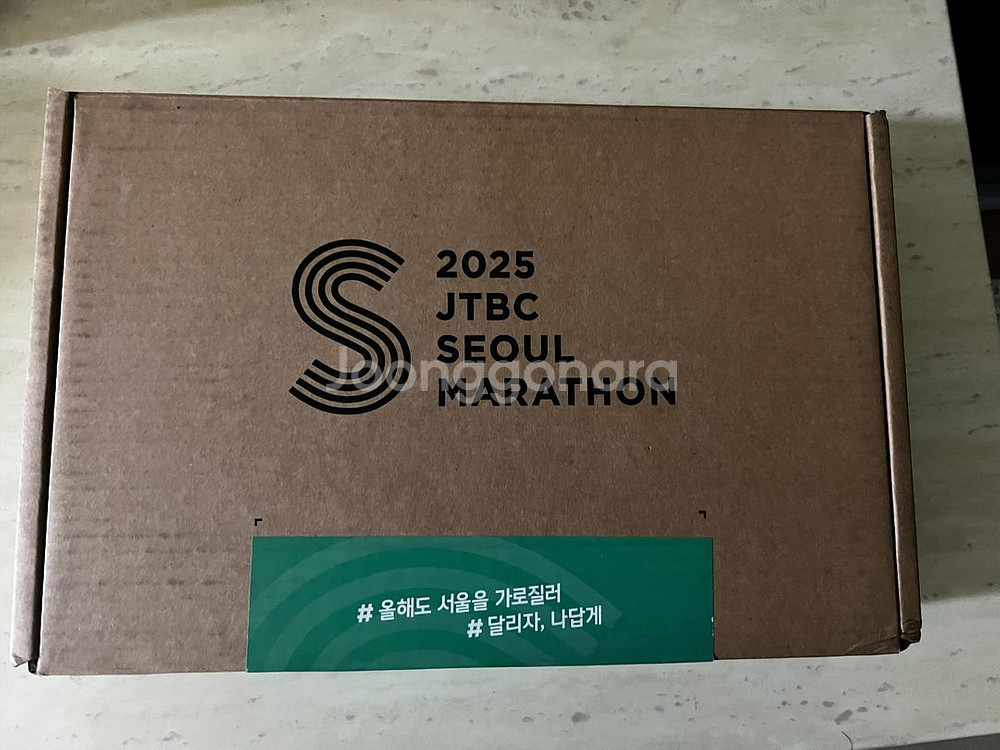 2025
JTBC
SEOUL
MARATHON
Joonggonara
# 올해도 서울을 가로질러
# 달리자, 나답게